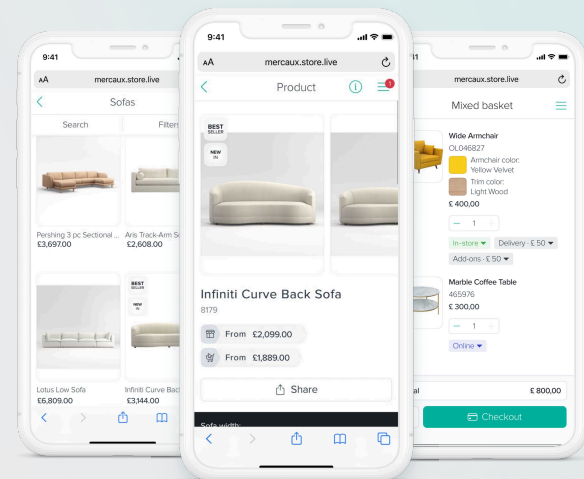 9:41
AA mercaux.store.live
Sofas
Search Filters
Pershing 3 pc Sectional ...
£3,697.00
Aris Track-Arm S
£2,608.00
BEST
SELLER
NEW
IN
Lotus Low Sofa
£6,809.00
Infiniti Curve Bac
£3,144.00
9:41
AA mercaux.store.live
Product
1
BEST
SELLER
NEW
IN
Infiniti Curve Back Sofa
8179
From £2,099.00
From £1,889.00
Share
Sofa width:
41
mercaux.store.live
Mixed basket
Wide Armchair
OL046827
Armchair color:
Yellow Velvet
Trim color:
Light Wood
£ 400,00
− 1 +
In-store Delivery · £ 50
Add-ons · £ 50
Marble Coffee Table
465976
£ 300,00
− 1 +
Online
al £ 800,00
Checkout